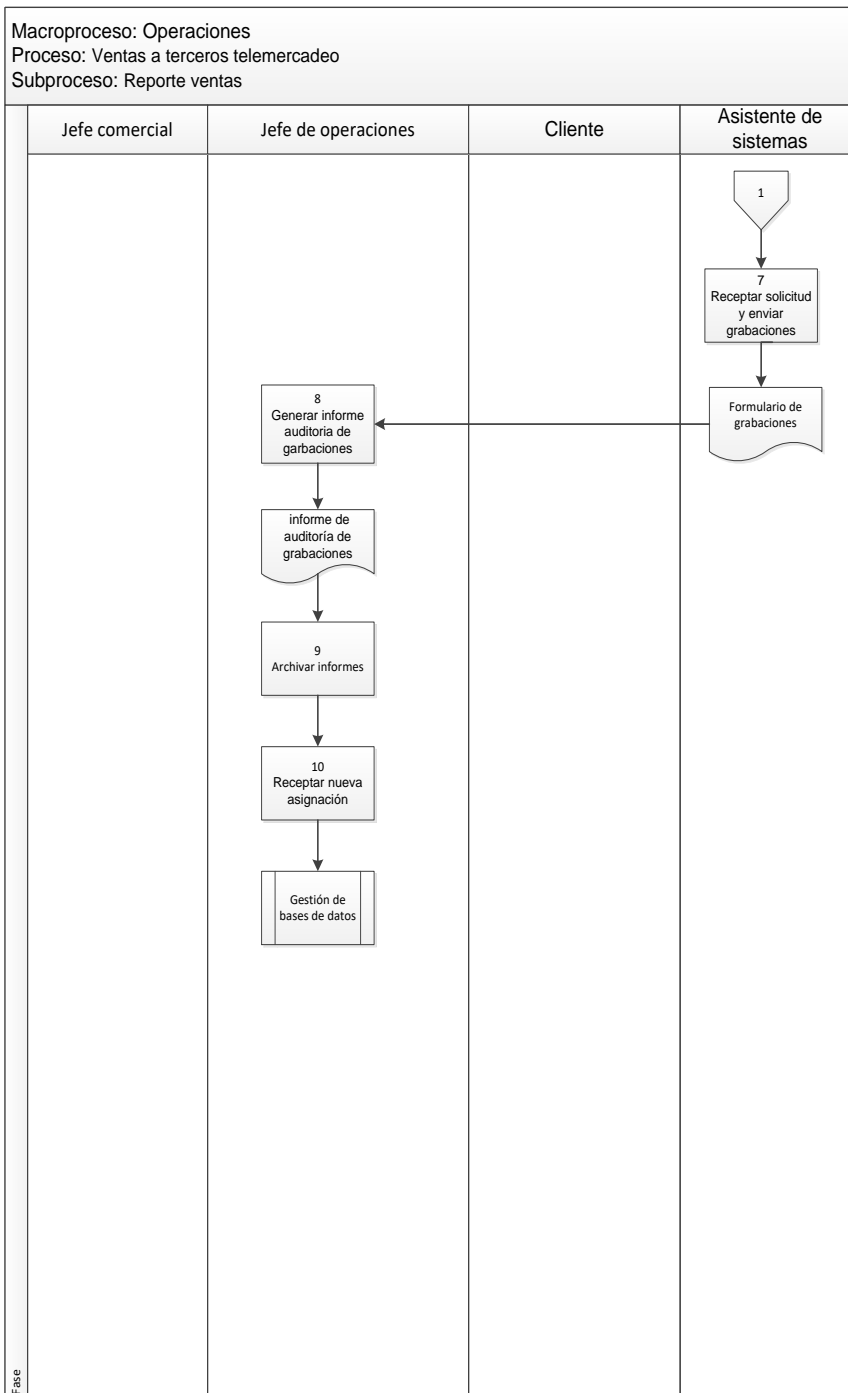 Macroproceso: Operaciones
Proceso: Ventas a terceros telemercadeo
Subproceso: Reporte ventas
Jefe comercial
Jefe de operaciones
Cliente
Asistente de
sistemas
1
7
Receptar solicitud
y enviar
grabaciones
Formulario de
grabaciones
8
Generar informe
auditoria de
garbaciones
informe de
auditoría de
grabaciones
9
Archivar informes
10
Receptar nueva
asignación
Gestión de
bases de datos
Fase